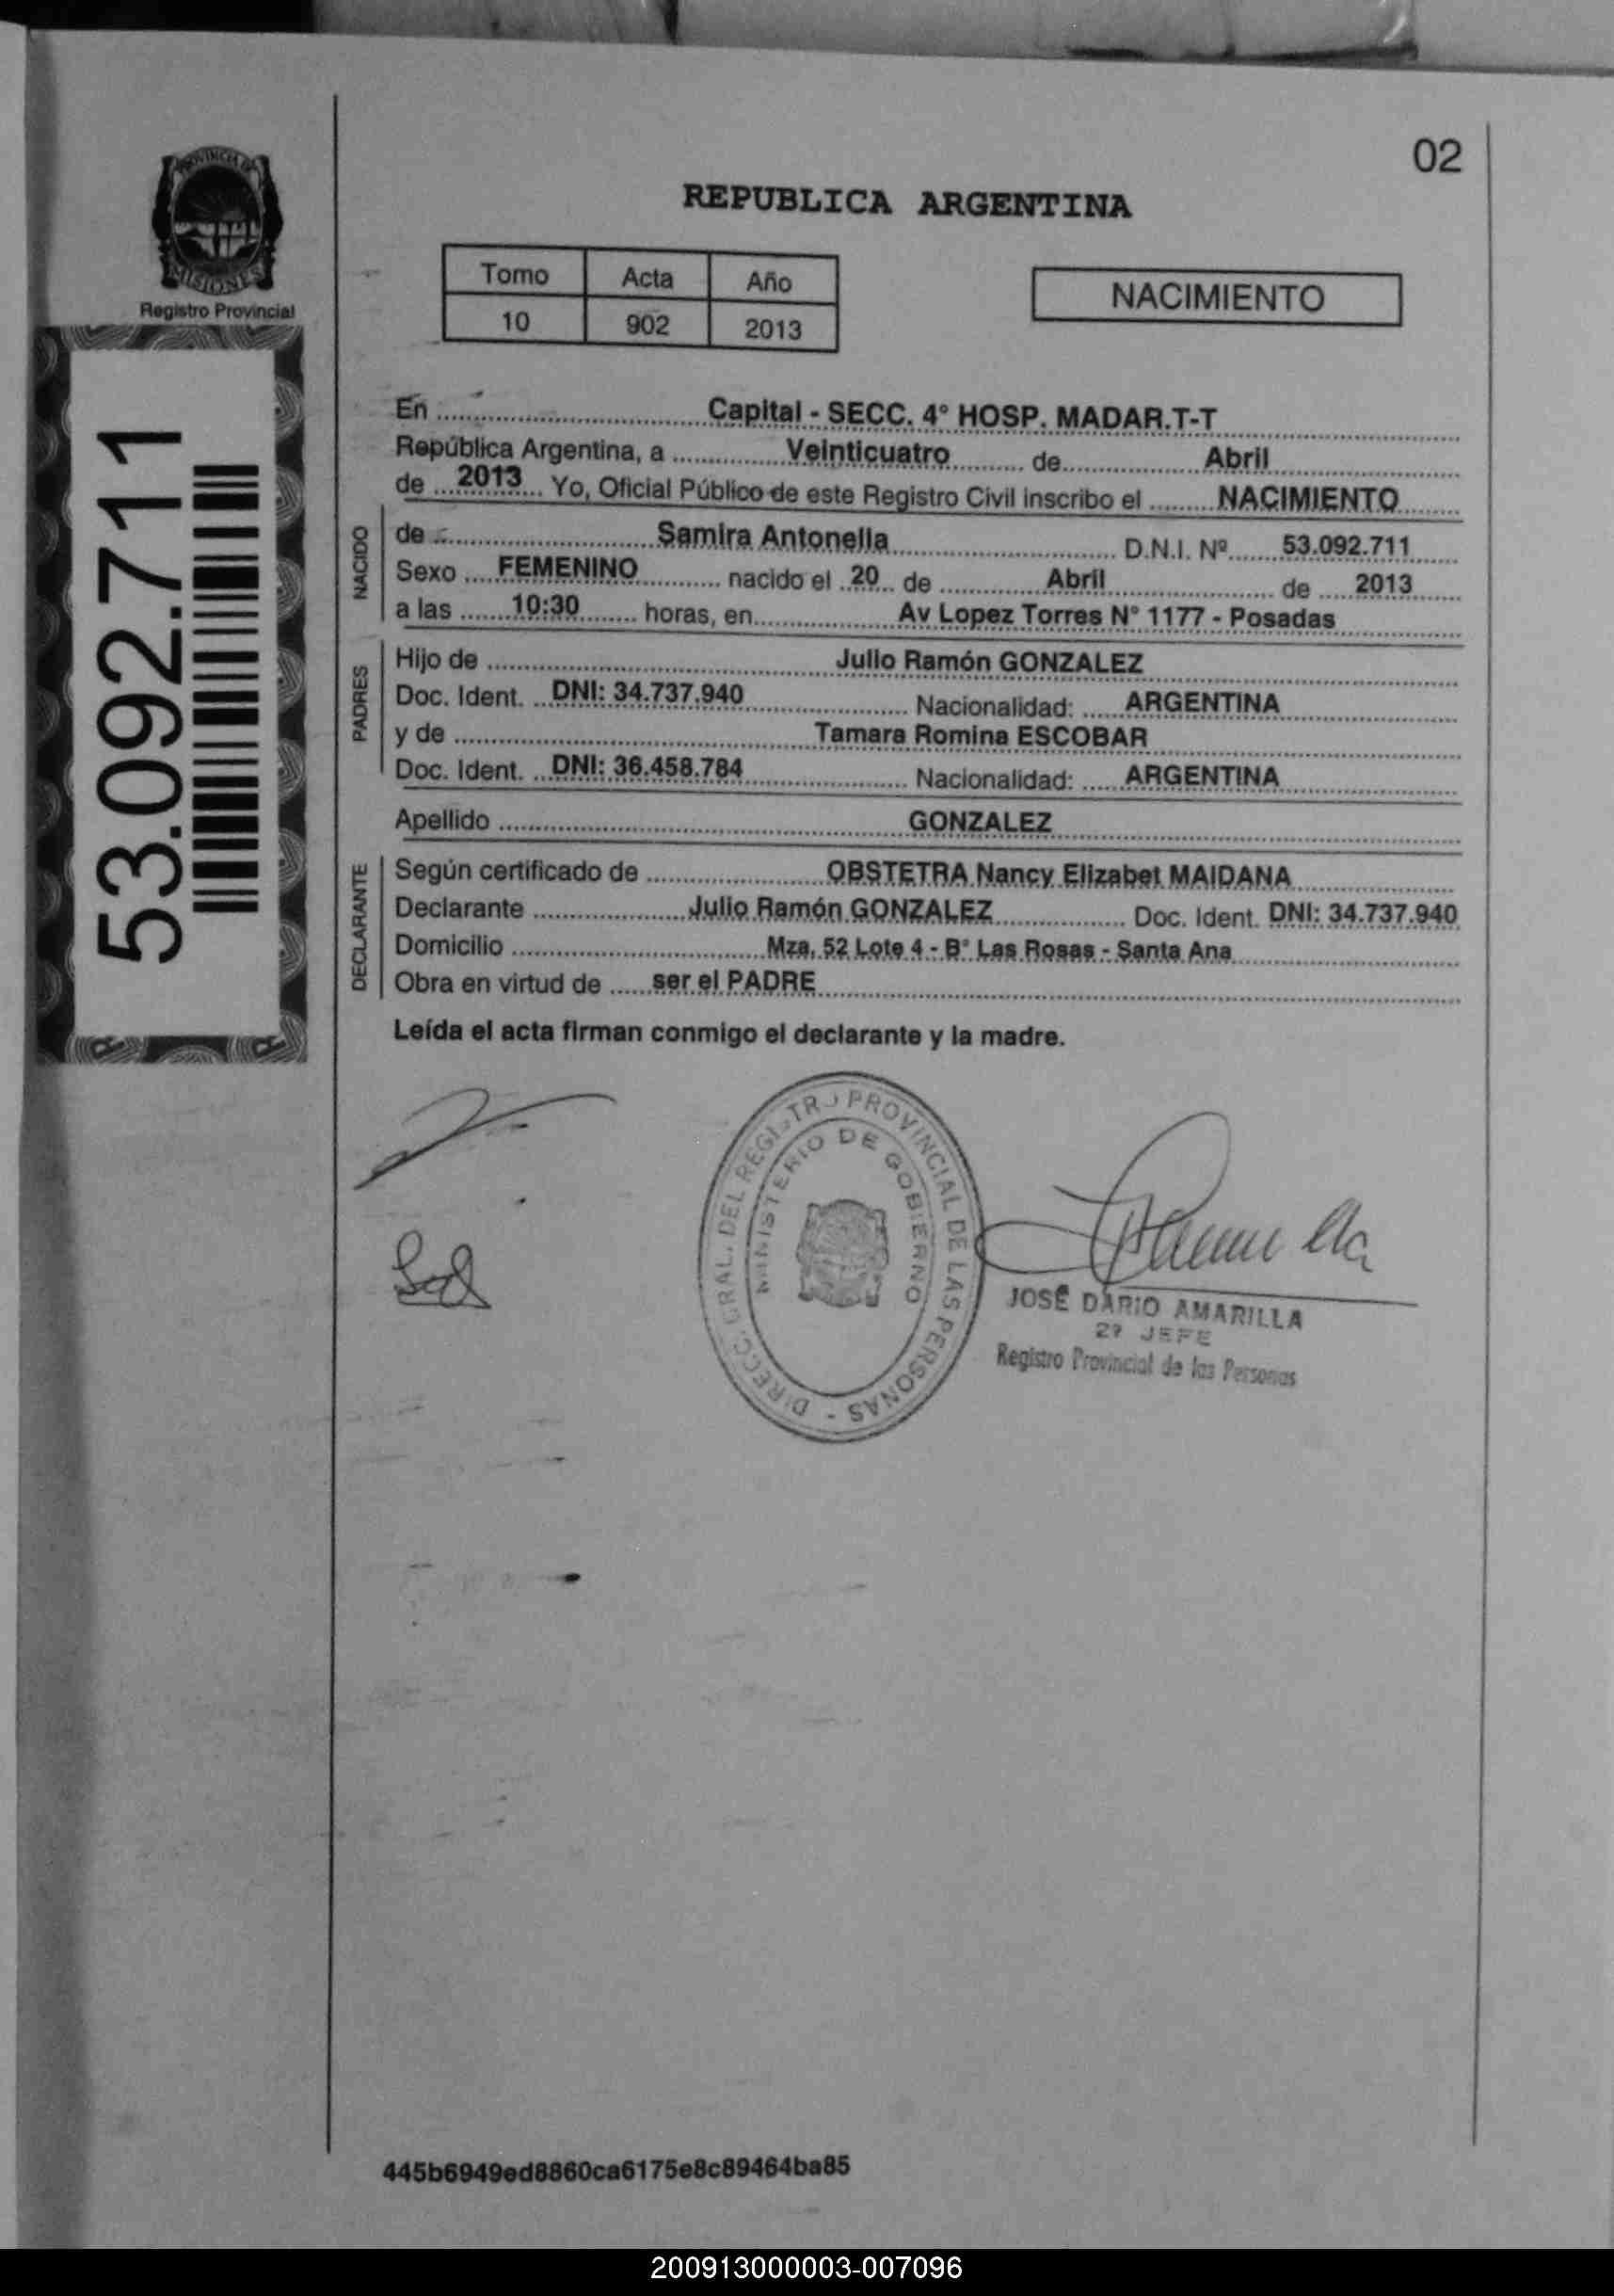 02
PROVINCIA DE
MISIONES
Registro Provincial
53.092.711
REPUBLICA ARGENTINA
Tomo Acta Año
10 902 2013
NACIMIENTO
En Capital - SECC. 4° HOSP. MADAR.T-T
República Argentina, a Veinticuatro de Abril
de 2013 Yo, Oficial Público de este Registro Civil inscribo el NACIMIENTO
NACIDO
de Samira Antonella D.N.I. Nº 53.092.711
Sexo FEMENINO nacido el 20 de Abril de 2013
a las 10:30 horas, en Av Lopez Torres N° 1177 - Posadas
PADRES
Hijo de Julio Ramón GONZALEZ
Doc. Ident. DNI: 34.737.940 Nacionalidad: ARGENTINA
y de Tamara Romina ESCOBAR
Doc. Ident. DNI: 36.458.784 Nacionalidad: ARGENTINA
Apellido GONZALEZ
DECLARANTE
Según certificado de OBSTETRA Nancy Elizabet MAIDANA
Declarante Julio Ramón GONZALEZ Doc. Ident. DNI: 34.737.940
Domicilio Mza. 52 Lote 4 - B° Las Rosas - Santa Ana
Obra en virtud de ser el PADRE
Leída el acta firman conmigo el declarante y la madre.
DIRECC. GRAL. DEL REGISTRO PROVINCIAL DE LAS PERSONAS -
MINISTERIO DE GOBIERNO
JOSÉ DARIO AMARILLA
2º JEFE
Registro Provincial de las Personas
445b6949ed8860ca6175e8c89464ba85
200913000003-007096